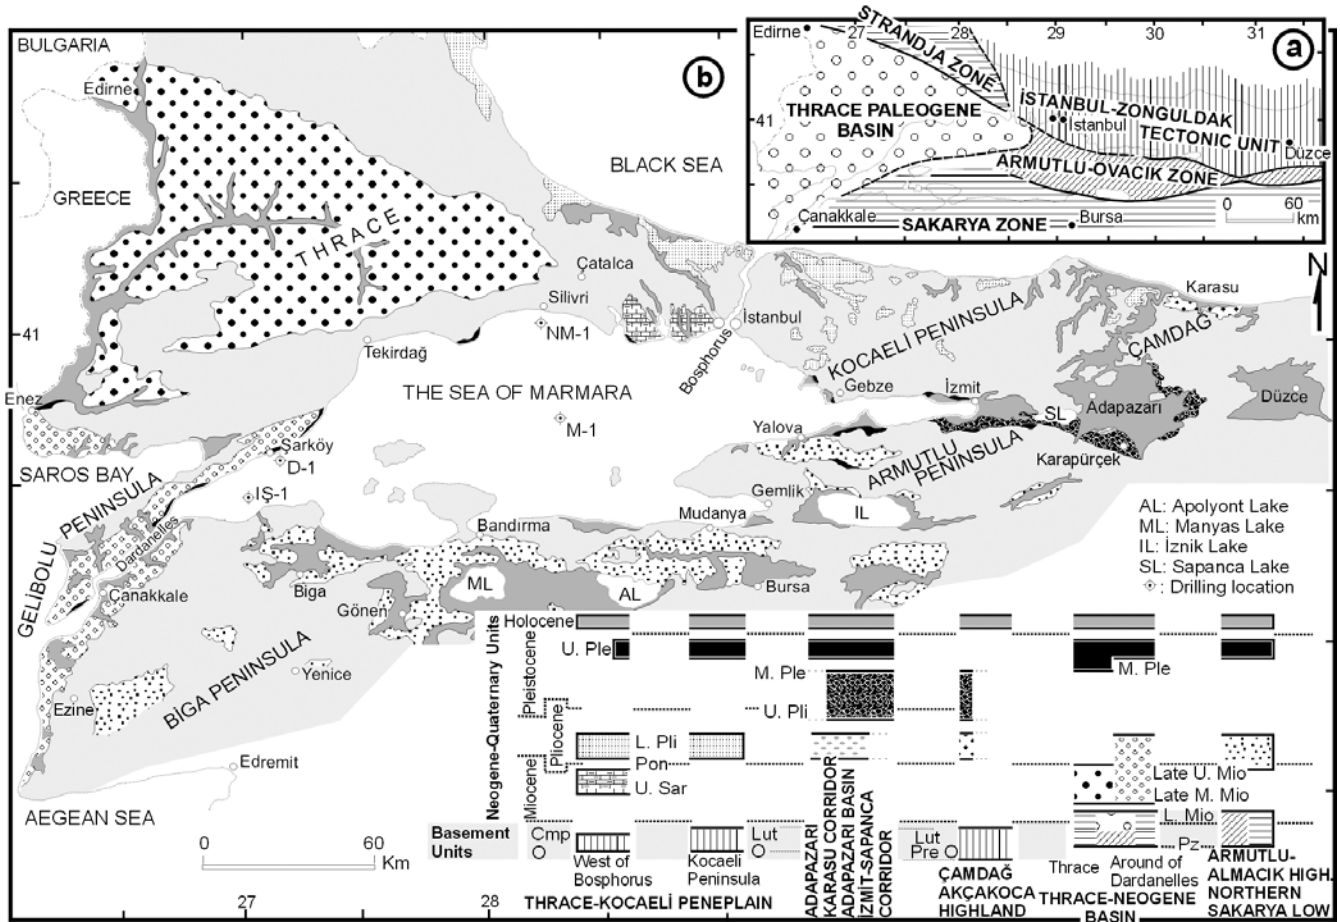 BULGARIA
Edirne
GREECE
b
BLACK SEA
THRACE
Çatalca
Silivri
NM-1
İstanbul
Bosphorus
41
Tekirdağ
THE SEA OF MARMARA
M-1
Enez
SAROS BAY
Şarköy
D-1
IŞ-1
GELİBOLU PENINSULA
Dardanelles
Çanakkale
KOCAELİ PENINSULA
Gebze
İzmit
Karasu
ÇAMDAĞ
SL
Adapazarı
Düzce
Yalova
ARMUTLU
PENINSULA
Karapürçek
Gemlik
IL
Mudanya
Bandırma
Biga
Gönen
ML
AL
Bursa
BİGA PENINSULA
Yenice
Ezine
Edremit
AEGEAN SEA
0 60
Km
27
28
a
Edirne
27 28 29 30 31
STRANDJA ZONE
41
THRACE PALEOGENE
BASIN
İSTANBUL-ZONGULDAK
TECTONIC UNIT
İstanbul
Düzce
ARMUTLU-OVACIK ZONE
Çanakkale
SAKARYA ZONE
Bursa
0 60
km
N
AL: Apolyont Lake
ML: Manyas Lake
IL: İznik Lake
SL: Sapanca Lake
: Drilling location
Neogene-Quaternary Units
Holocene
Pleistocene
Pliocene
Miocene
U. Ple
M. Ple
M. Ple
U. Pli
L. Pli
Pon
U. Sar
Late U. Mio
Late M. Mio
L. Mio
Pz
Basement
Units
Cmp
Lut
Lut
Pre
West of
Bosphorus
Kocaeli
Peninsula
THRACE-KOCAELİ PENEPLAIN
ADAPAZARI
KARASU CORRIDOR
ADAPAZARI BASIN
İZMİT-SAPANCA
CORRIDOR
ÇAMDAĞ
AKÇAKOCA
HIGHLAND
Thrace
Around of
Dardanelles
THRACE-NEOGENE
BASIN
ARMUTLU-
ALMACIK HIGH.
NORTHERN
SAKARYA LOW.